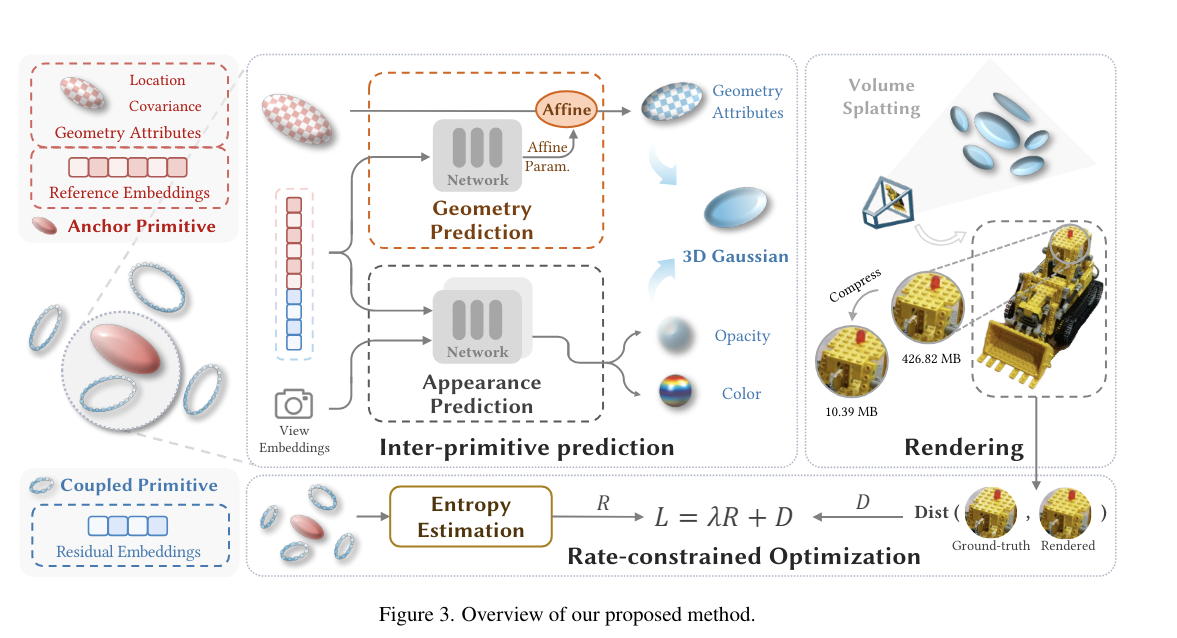 Location
Covariance
Geometry Attributes
Reference Embeddings
Anchor Primitive
Coupled Primitive
Residual Embeddings
Affine
Affine
Param.
Network
Geometry
Prediction
Network
Appearance
Prediction
View
Embeddings
Geometry
Attributes
3D Gaussian
Opacity
Color
Inter-primitive prediction
Volume
Splatting
Compress
426.82 MB
10.39 MB
Rendering
Entropy
Estimation
R
L = λR + D
D
Dist ( , )
Ground-truth
Rendered
Rate-constrained Optimization
Figure 3. Overview of our proposed method.